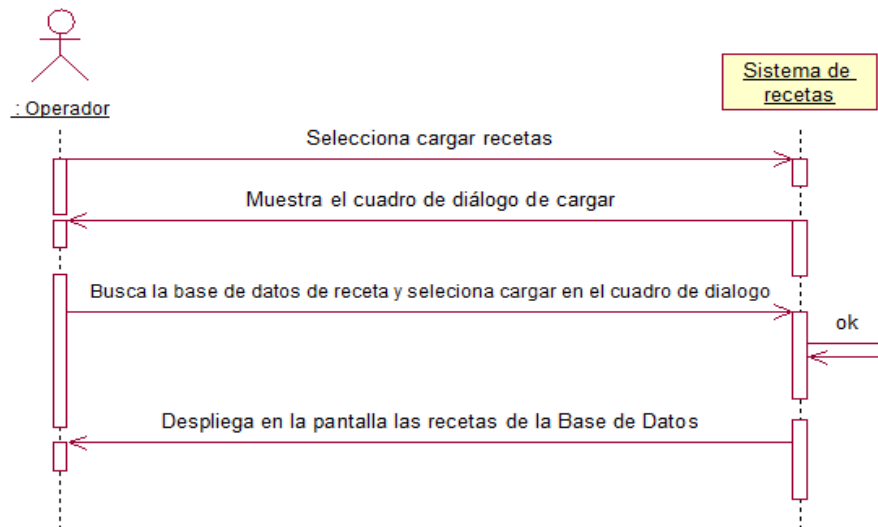 Sistema de
recetas
: Operador
Selecciona cargar recetas
Muestra el cuadro de diálogo de cargar
Busca la base de datos de receta y seleciona cargar en el cuadro de dialogo
ok
Despliega en la pantalla las recetas de la Base de Datos